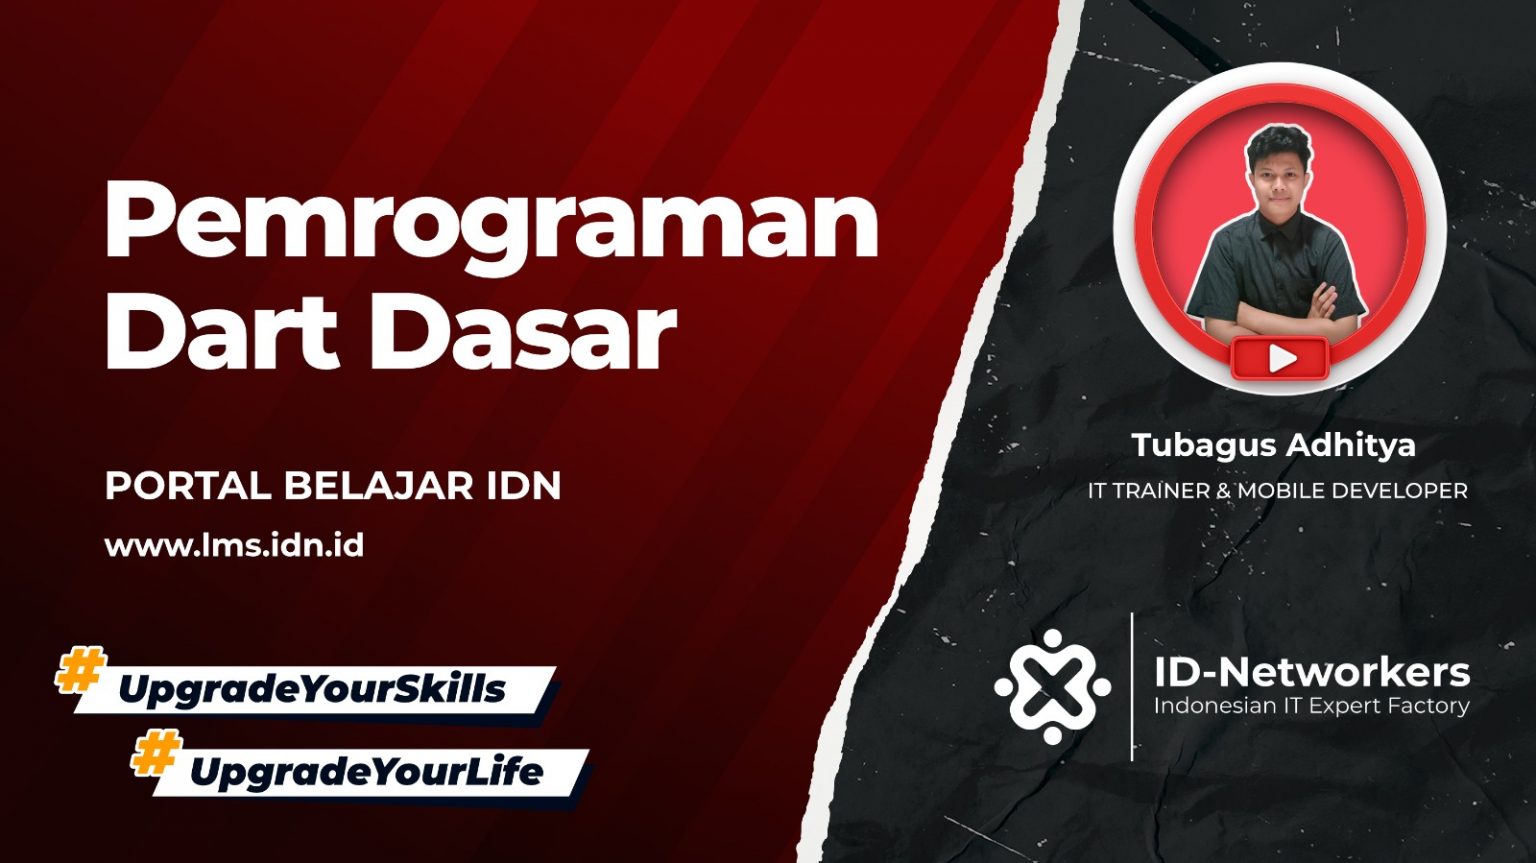 Pemrograman
Dart Dasar
PORTAL BELAJAR IDN
www.lms.idn.id
#UpgradeYourSkills
#UpgradeYourLife
Tubagus Adhitya
IT TRAINER & MOBILE DEVELOPER
ID-Networkers
Indonesian IT Expert Factory